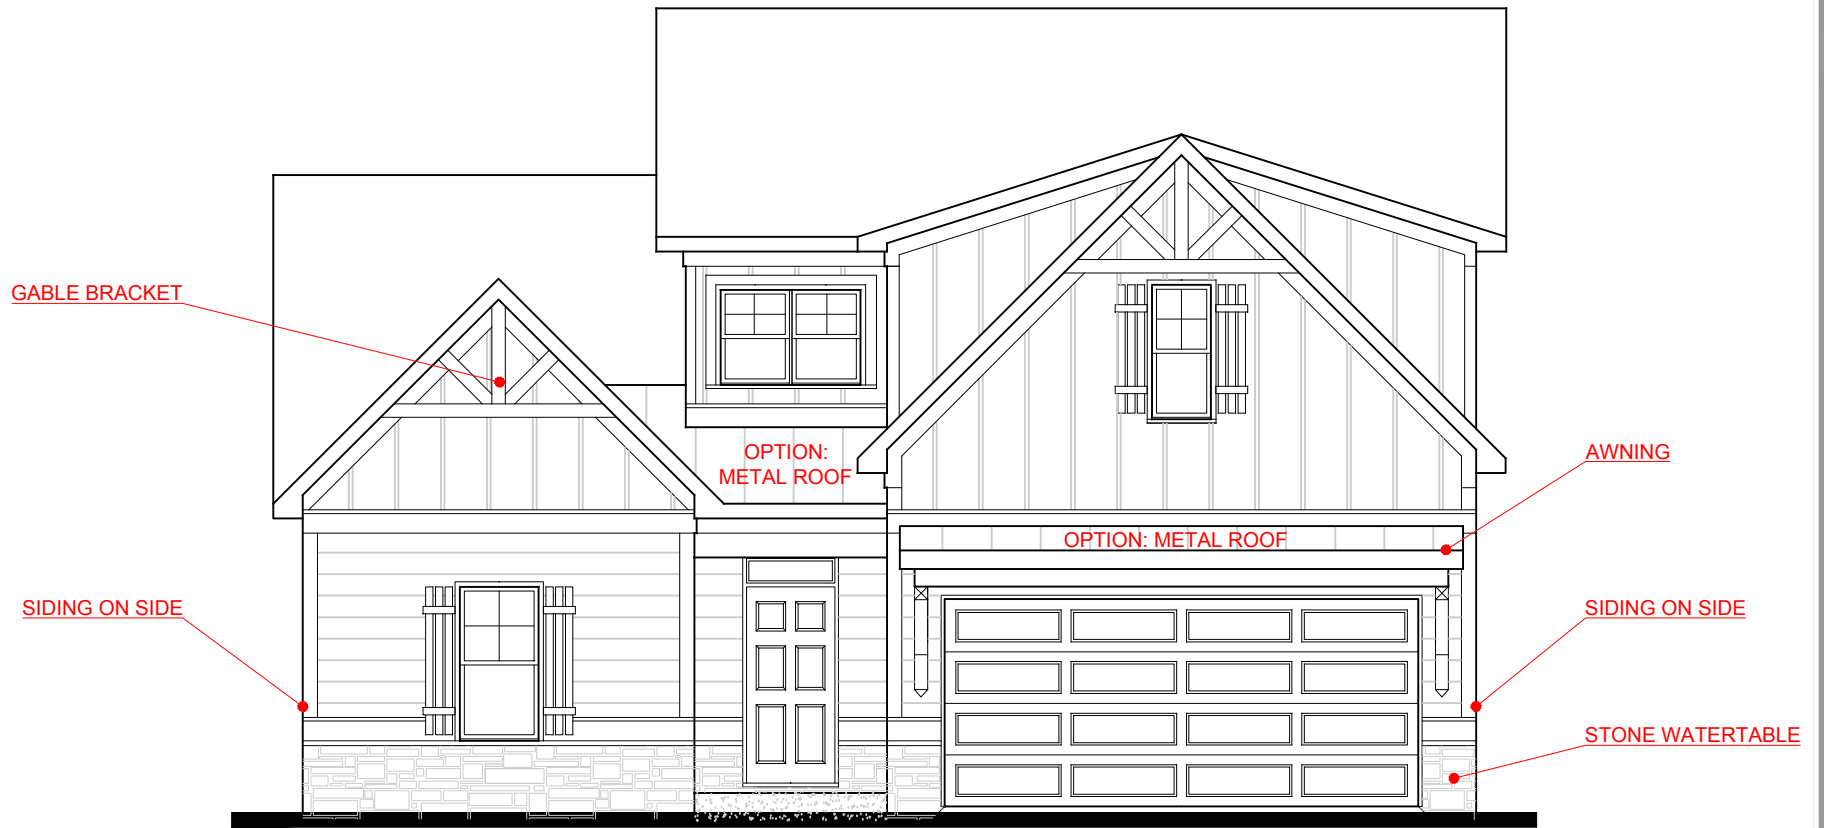 GABLE BRACKET
OPTION:
METAL ROOF
AWNING
OPTION: METAL ROOF
SIDING ON SIDE
SIDING ON SIDE
STONE WATERTABLE